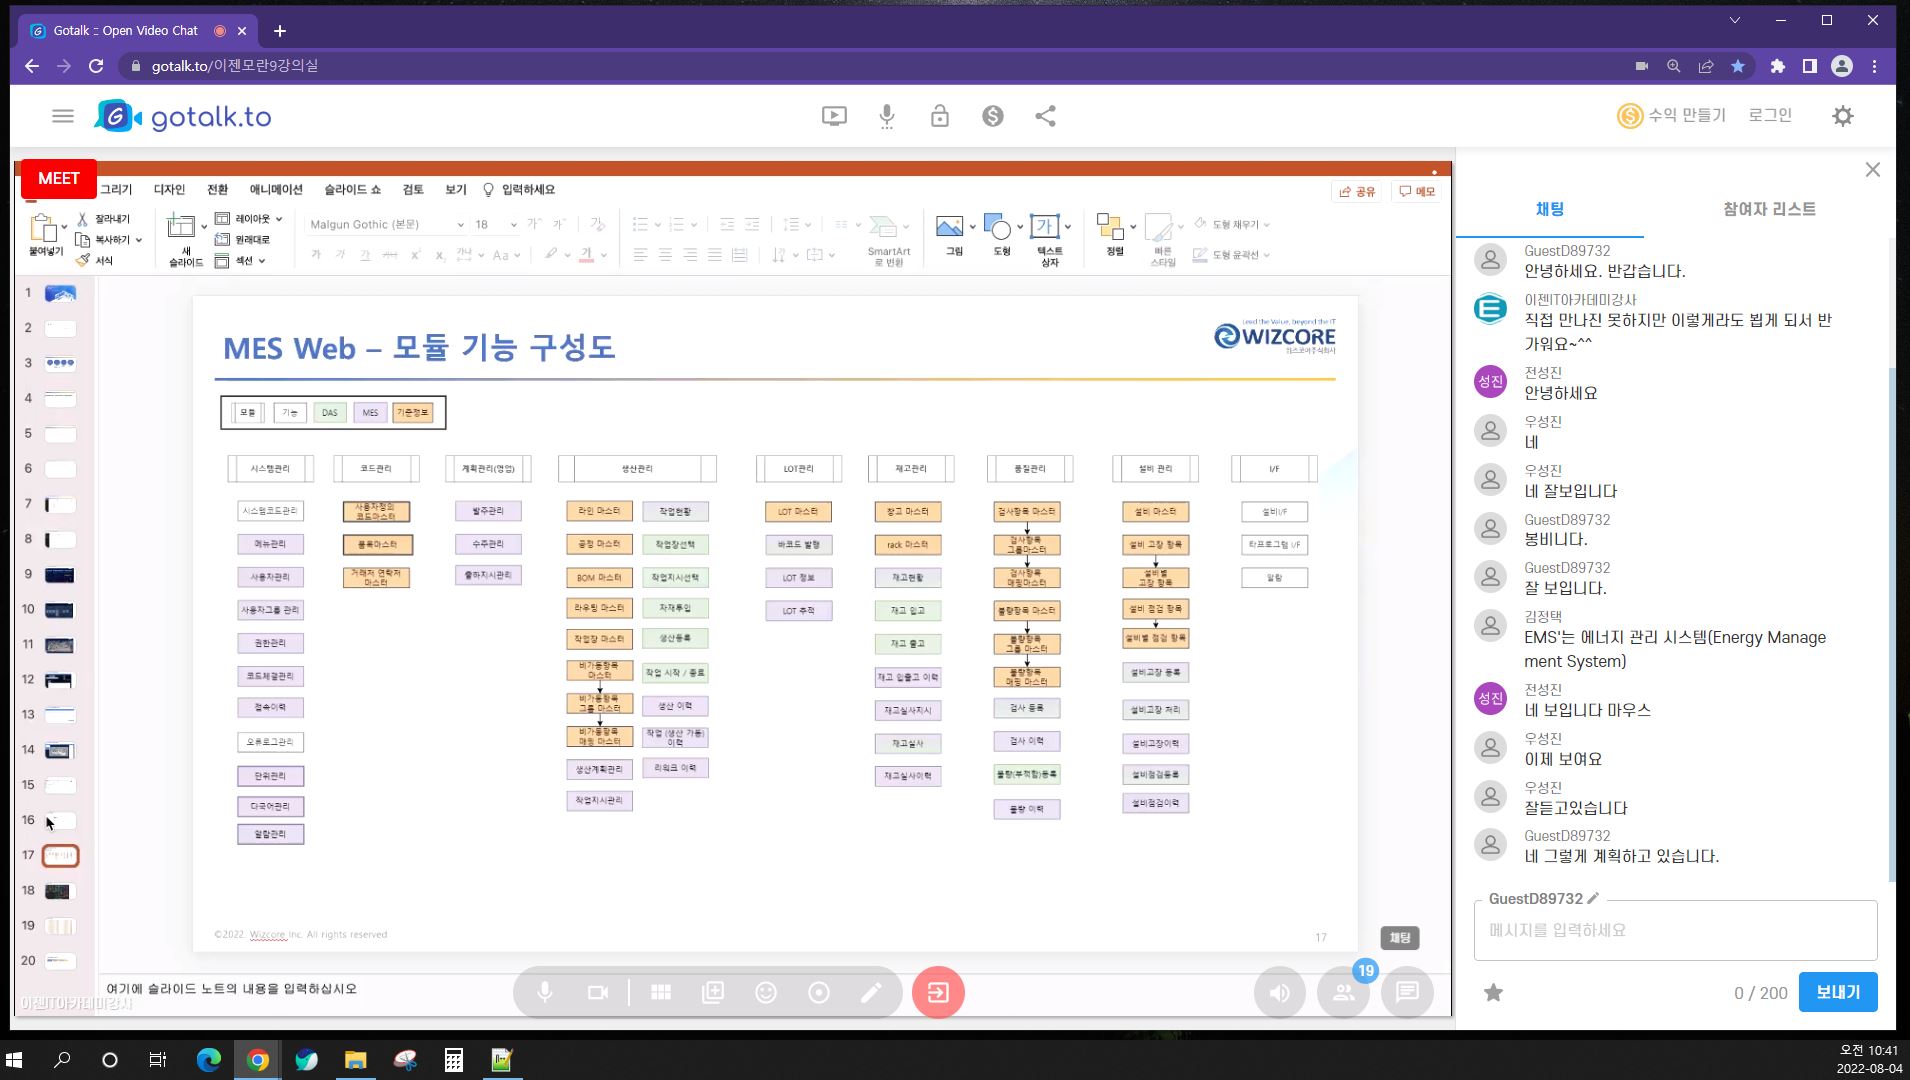 Gotalk :: Open Video Chat
gotalk.to/이젠모란9강의실
gotalk.to
수익 만들기
로그인
MEET
그리기
디자인
전환
애니메이션
슬라이드 쇼
검토
보기
입력하세요
공유
메모
붙여넣기
잘라내기
복사하기
서식
새
슬라이드
레이아웃
원래대로
섹션
Malgun Gothic (본문)
18
SmartArt
로 변환
그림
도형
텍스트
상자
정렬
빠른
스타일
도형 채우기
도형 윤곽선
1
2
3
4
5
6
7
8
9
10
11
12
13
14
15
16
17
18
19
20
MES Web – 모듈 기능 구성도
Lead the Value, beyond the IT
WIZCORE
위즈코어주식회사
모듈
기능
DAS
MES
기준정보
시스템관리
시스템코드관리
메뉴관리
사용자관리
사용자그룹 관리
권한관리
코드체결관리
접속이력
오류로그관리
단위관리
다국어관리
알람관리
코드관리
사용자정의
코드마스터
품목마스터
거래처 연락처
마스터
계획관리(영업)
발주관리
수주관리
출하지시관리
생산관리
라인 마스터
공정 마스터
BOM 마스터
라우팅 마스터
작업장 마스터
비가동항목
마스터
비가동항목
그룹 마스터
비가동항목
매핑 마스터
생산계획관리
작업지시관리
작업현황
작업장선택
작업지시선택
자재투입
생산등록
작업 시작 / 종료
생산 이력
작업 (생산 가동)
이력
리워크 이력
LOT관리
LOT 마스터
바코드 발행
LOT 정보
LOT 추적
재고관리
창고 마스터
rack 마스터
재고현황
재고 입고
재고 출고
재고 입출고 이력
재고실사지시
재고실사
재고실사이력
품질관리
검사항목 마스터
검사항목
그룹마스터
검사항목
매핑마스터
불량항목 마스터
불량항목
그룹 마스터
불량항목
매핑 마스터
검사 등록
검사 이력
불량(부적합)등록
불량 이력
설비 관리
설비 마스터
설비 고장 항목
설비별
고장 항목
설비 점검 항목
설비별 점검 항목
설비고장 등록
설비고장 처리
설비고장이력
설비점검등록
설비점검이력
I/F
설비I/F
타프로그램 I/F
알람
©2022. Wizcore Inc. All rights reserved
17
채팅
여기에 슬라이드 노트의 내용을 입력하십시오
이젠IT아카데미강사
19
채팅
참여자 리스트
GuestD89732
안녕하세요. 반갑습니다.
이젠IT아카데미강사
직접 만나진 못하지만 이렇게라도 뵙게 되서 반
가워요~^^
성진
전성진
안녕하세요
우성진
네
우성진
네 잘보입니다
GuestD89732
봉비니다.
GuestD89732
잘 보입니다.
김정택
EMS'는 에너지 관리 시스템(Energy Manage
ment System)
성진
전성진
네 보입니다 마우스
우성진
이제 보여요
우성진
잘듣고있습니다
GuestD89732
네 그렇게 계획하고 있습니다.
GuestD89732
메시지를 입력하세요
0 / 200
보내기
오전 10:41
2022-08-04